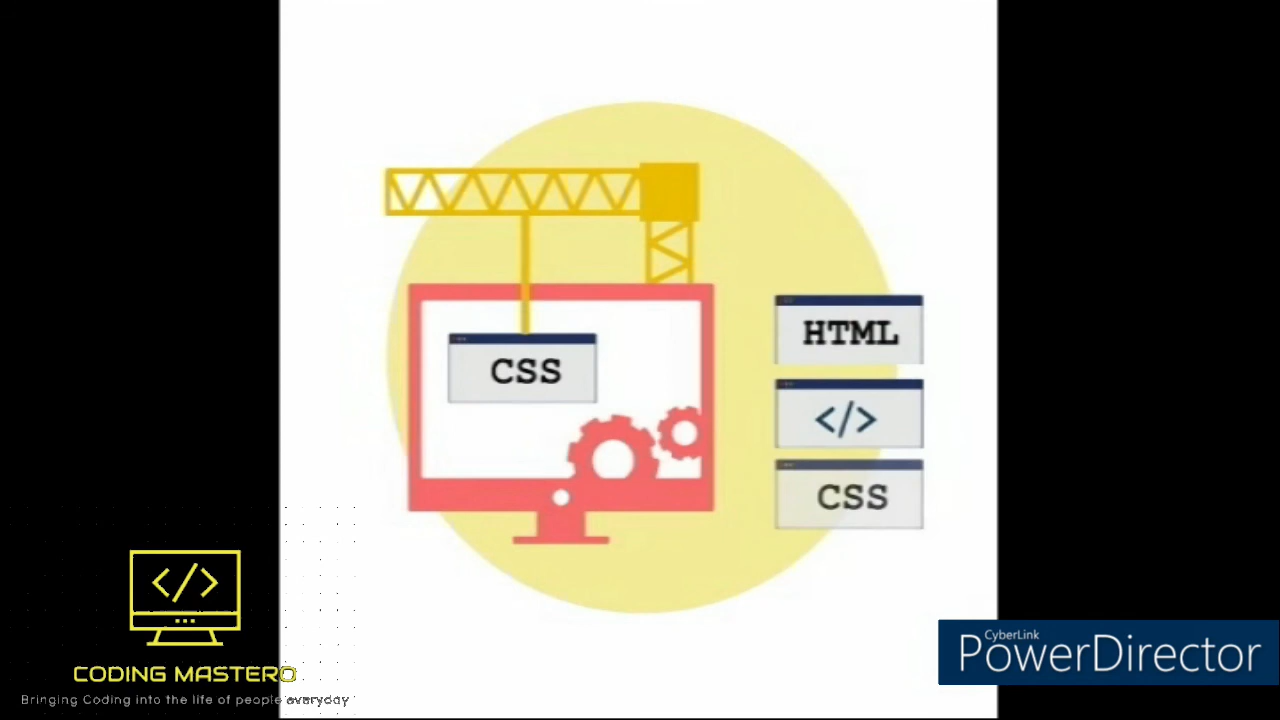 CSS
HTML
</>
CSS
</>
CODING MASTERO
Bringing Coding into the life of people everyday
CyberLink
PowerDirector